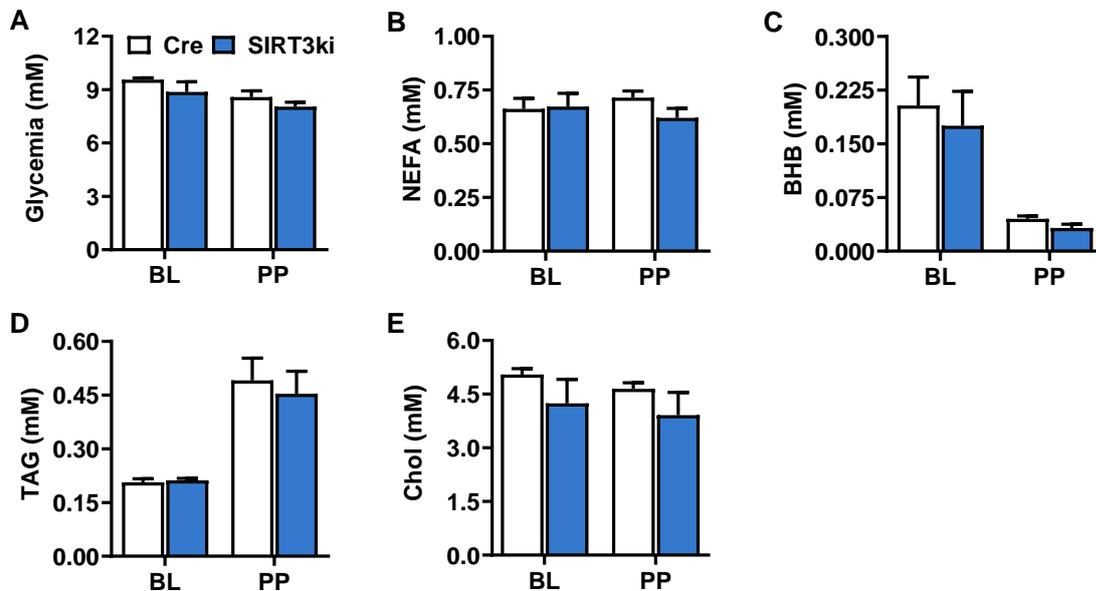 A
Glycemia (mM)
12
9
6
3
0
Cre SIRT3ki
BL PP
B
NEFA (mM)
1.00
0.75
0.50
0.25
0.00
BL PP
C
BHB (mM)
0.300
0.225
0.150
0.075
0.000
BL PP
D
TAG (mM)
0.60
0.45
0.30
0.15
0.00
BL PP
E
Chol (mM)
6.0
4.5
3.0
1.5
0.0
BL PP